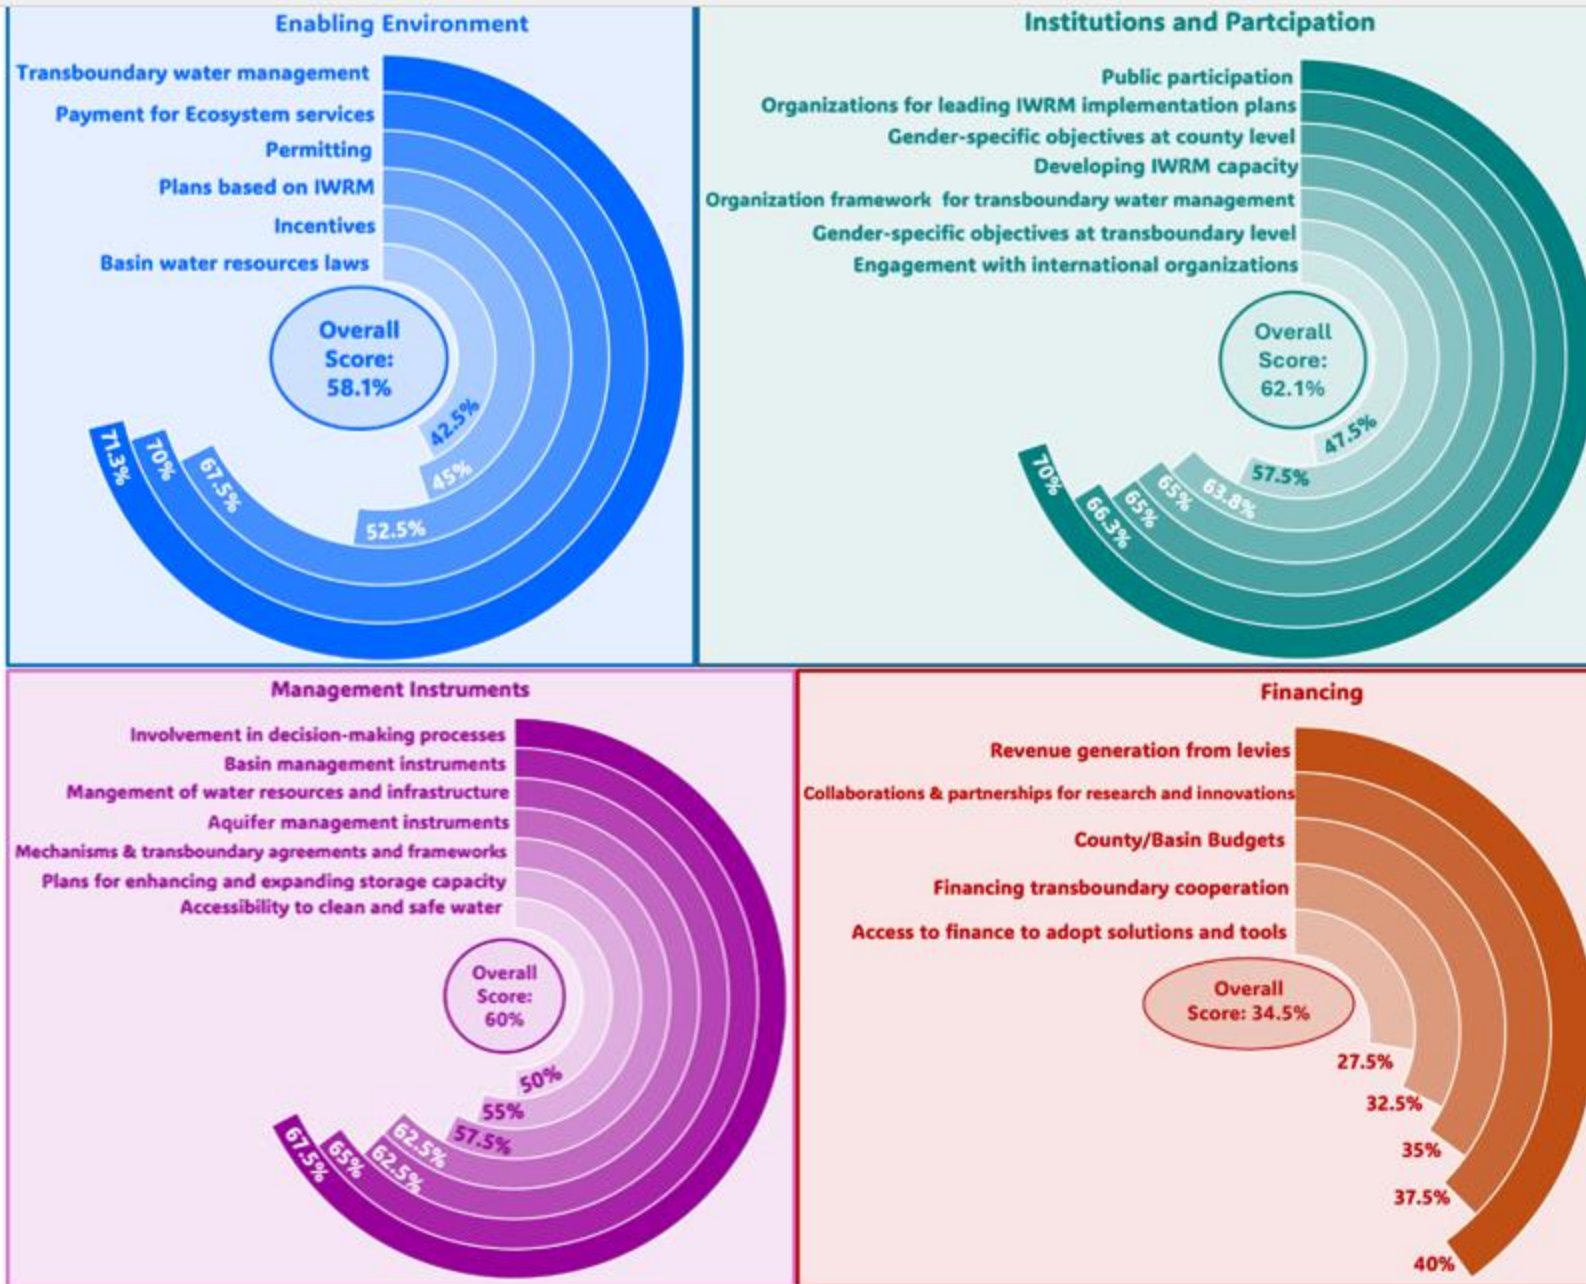 Enabling Environment
Transboundary water management
Payment for Ecosystem services
Permitting
Plans based on IWRM
Incentives
Basin water resources laws
Overall
Score:
58.1%
42.5%
45%
52.5%
67.5%
70%
71.3%
Institutions and Partcipation
Public participation
Organizations for leading IWRM implementation plans
Gender-specific objectives at county level
Developing IWRM capacity
Organization framework for transboundary water management
Gender-specific objectives at transboundary level
Engagement with international organizations
Overall
Score:
62.1%
47.5%
57.5%
63.8%
65%
65%
66.3%
70%
Management Instruments
Involvement in decision-making processes
Basin management instruments
Mangement of water resources and infrastructure
Aquifer management instruments
Mechanisms & transboundary agreements and frameworks
Plans for enhancing and expanding storage capacity
Accessibility to clean and safe water
Overall
Score:
60%
50%
55%
57.5%
62.5%
62.5%
65%
67.5%
Financing
Revenue generation from levies
Collaborations & partnerships for research and innovations
County/Basin Budgets
Financing transboundary cooperation
Access to finance to adopt solutions and tools
Overall
Score: 34.5%
27.5%
32.5%
35%
37.5%
40%